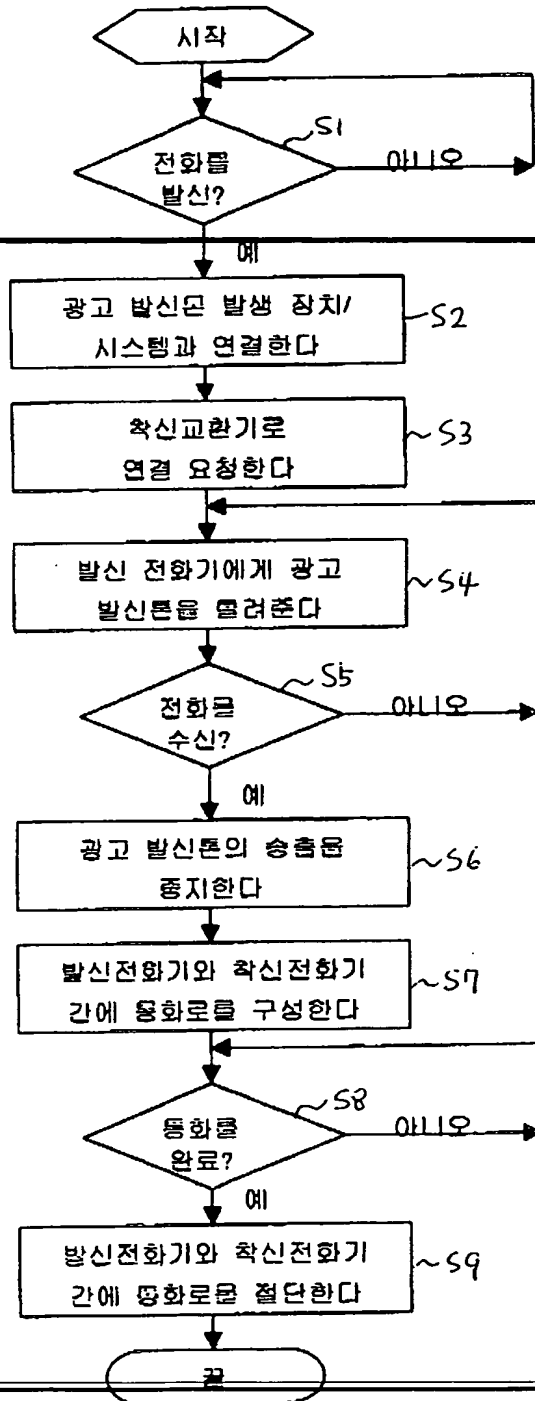 시작
S1
전화를
발신?
아니오
예
광고 발신톤 발생 장치/
시스템과 연결한다
S2
착신교환기로
연결 요청한다
S3
발신 전화기에게 광고
발신톤을 들려준다
S4
S5
전화를
수신?
아니오
예
광고 발신톤의 송출을
중지한다
S6
발신전화기와 착신전화기
간에 통화로를 구성한다
S7
S8
통화를
완료?
아니오
예
발신전화기와 착신전화기
간에 통화로를 절단한다
S9
끝